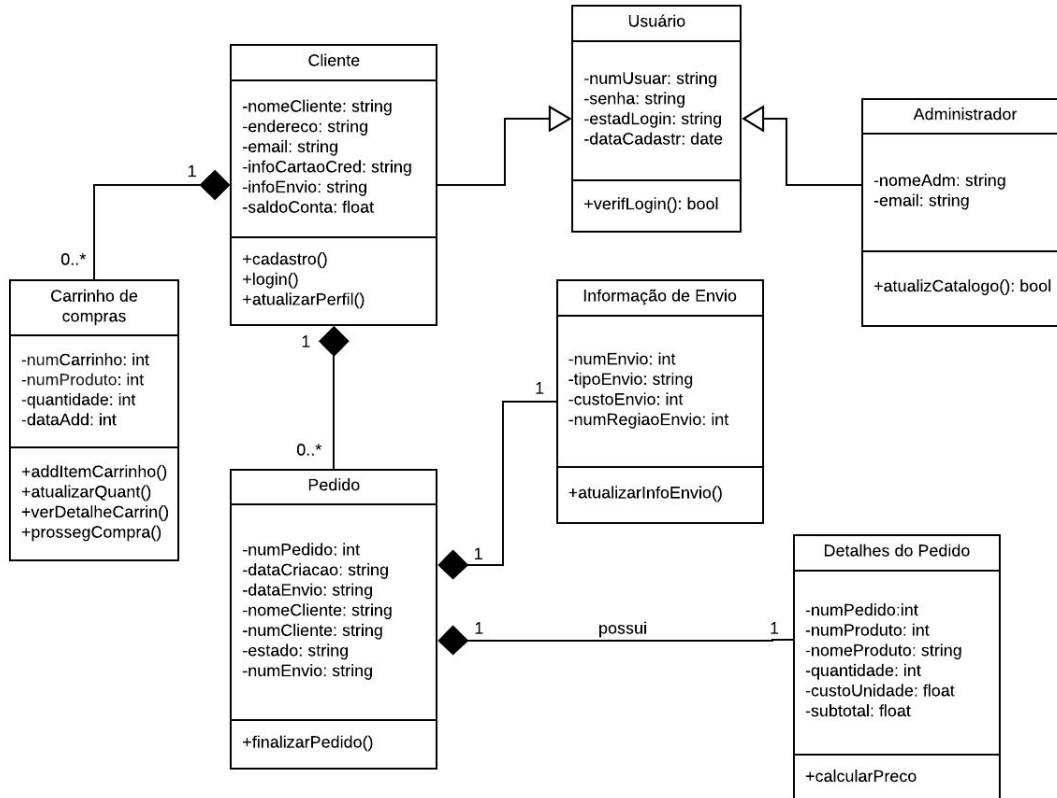 Usuário
-numUsuar: string
-senha: string
-estadLogin: string
-dataCadastr: date
+verifLogin(): bool
Cliente
-nomeCliente: string
-endereco: string
-email: string
-infoCartaoCred: string
-infoEnvio: string
-saldoConta: float
+cadastro()
+login()
+atualizarPerfil()
Administrador
-nomeAdm: string
-email: string
+atualizCatalogo(): bool
1
0..*
Carrinho de
compras
-numCarrinho: int
-numProduto: int
-quantidade: int
-dataAdd: int
+addItemCarrinho()
+atualizarQuant()
+verDetalheCarrin()
+prossegCompra()
1
0..*
Informação de Envio
-numEnvio: int
-tipoEnvio: string
-custoEnvio: int
-numRegiaoEnvio: int
+atualizarInfoEnvio()
1
1
Pedido
-numPedido: int
-dataCriacao: string
-dataEnvio: string
-nomeCliente: string
-numCliente: string
-estado: string
-numEnvio: string
+finalizarPedido()
1
possui
1
Detalhes do Pedido
-numPedido:int
-numProduto: int
-nomeProduto: string
-quantidade: int
-custoUnidade: float
-subtotal: float
+calcularPreco